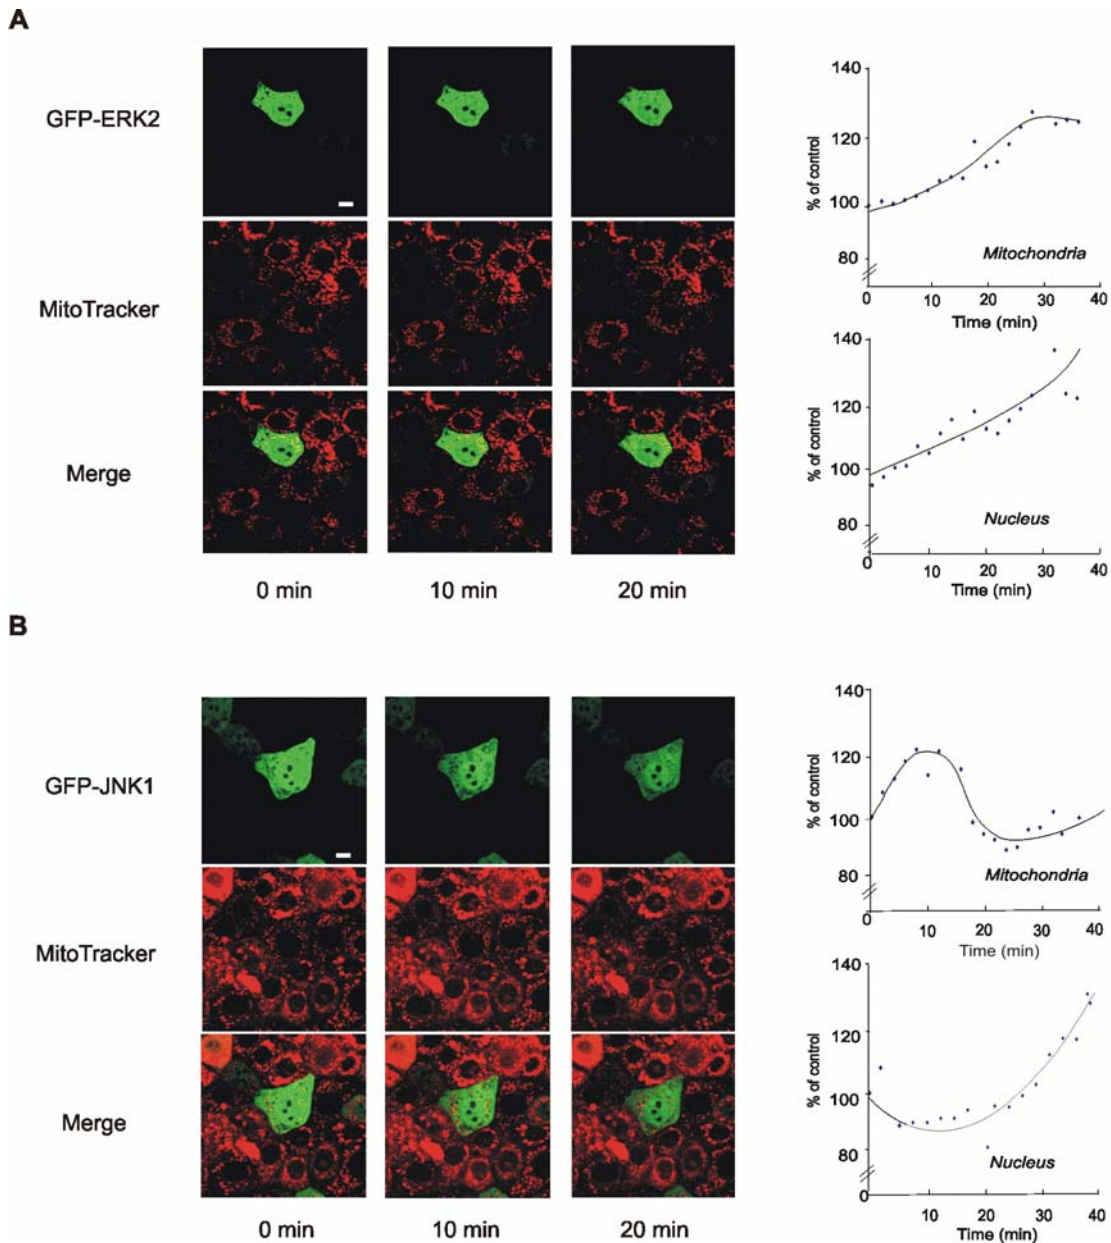 A
GFP-ERK2
MitoTracker
Merge
0 min 10 min 20 min
140
120
100
80
% of control
Mitochondria
0 10 20 30 40
Time (min)
140
120
100
80
% of control
Nucleus
0 10 20 30 40
Time (min)
B
GFP-JNK1
MitoTracker
Merge
0 min 10 min 20 min
140
120
100
80
% of control
Mitochondria
0 10 20 30 40
Time (min)
140
120
100
80
% of control
Nucleus
0 10 20 30 40
Time (min)